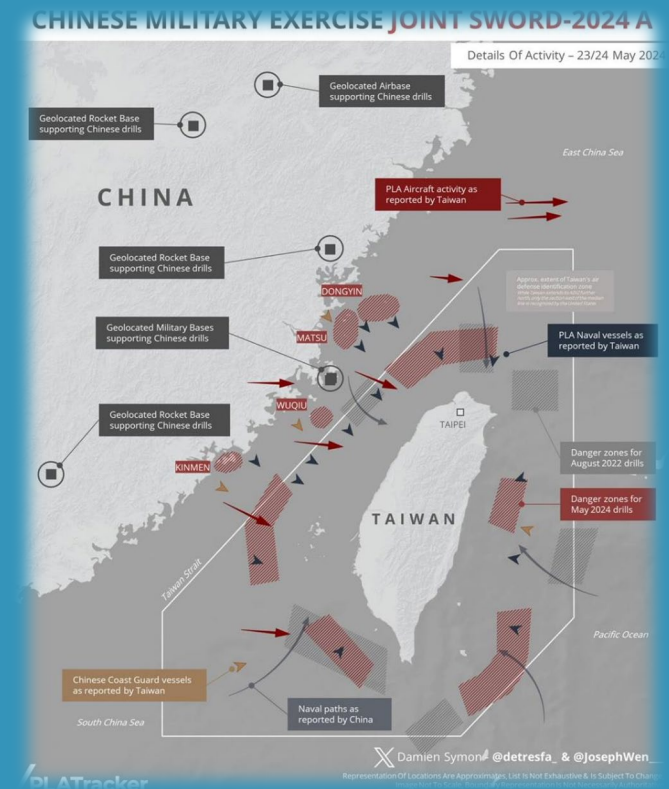 CHINESE MILITARY EXERCISE JOINT SWORD-2024 A
Details Of Activity – 23/24 May 2024
Geolocated Airbase
supporting Chinese drills
Geolocated Rocket Base
supporting Chinese drills
East China Sea
CHINA
PLA Aircraft activity as
reported by Taiwan
Geolocated Rocket Base
supporting Chinese drills
Approx. extent of Taiwan's air
defense identification zone
DONGYIN
MATSU
Geolocated Military Bases
supporting Chinese drills
PLA Naval vessels as
reported by Taiwan
WUQIU
TAIPEI
Geolocated Rocket Base
supporting Chinese drills
KINMEN
Danger zones for
August 2022 drills
Danger zones for
May 2024 drills
TAIWAN
Taiwan Strait
Pacific Ocean
Chinese Coast Guard vessels
as reported by Taiwan
Naval paths as
reported by China
South China Sea
Damien Symon @detresfa_ & @JosephWen__
Representation Of Locations Are Approximate, List Is Not Exhaustive & Is Subject To Chang
PLATracker